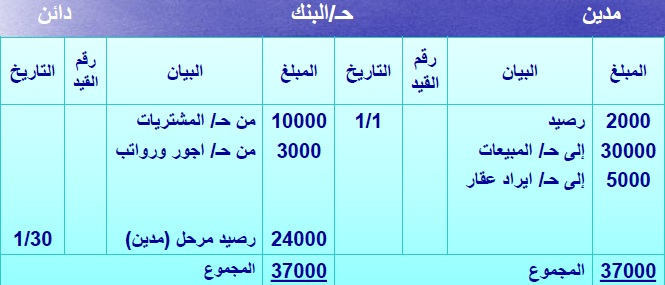 مدين حـ/البنك دائن
المبلغ البيان رقم القيد التاريخ المبلغ البيان رقم القيد التاريخ
2000 رصيد 1/1 10000 من حـ/ المشتريات
30000 إلى حـ/ المبيعات 3000 من حـ/ اجور ورواتب
5000 إلى حـ/ ايراد عقار
24000 رصيد مرحل (مدين) 1/30
37000 المجموع 37000 المجموع